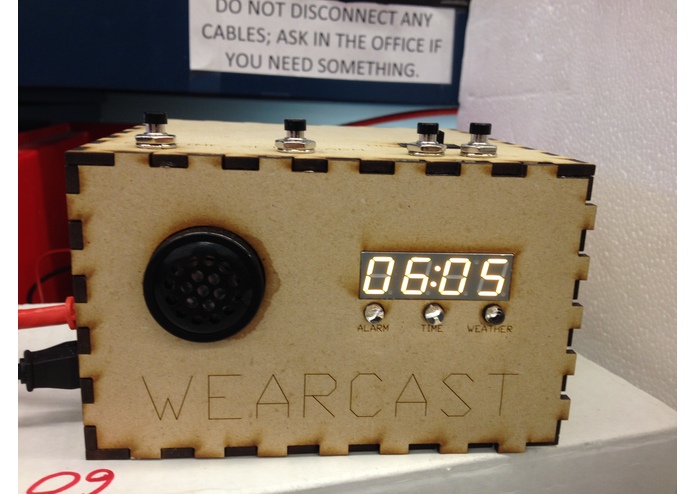 DO NOT DISCONNECT ANY
CABLES; ASK IN THE OFFICE IF
YOU NEED SOMETHING.
06:05
ALARM TIME WEATHER
WEARCAST
09